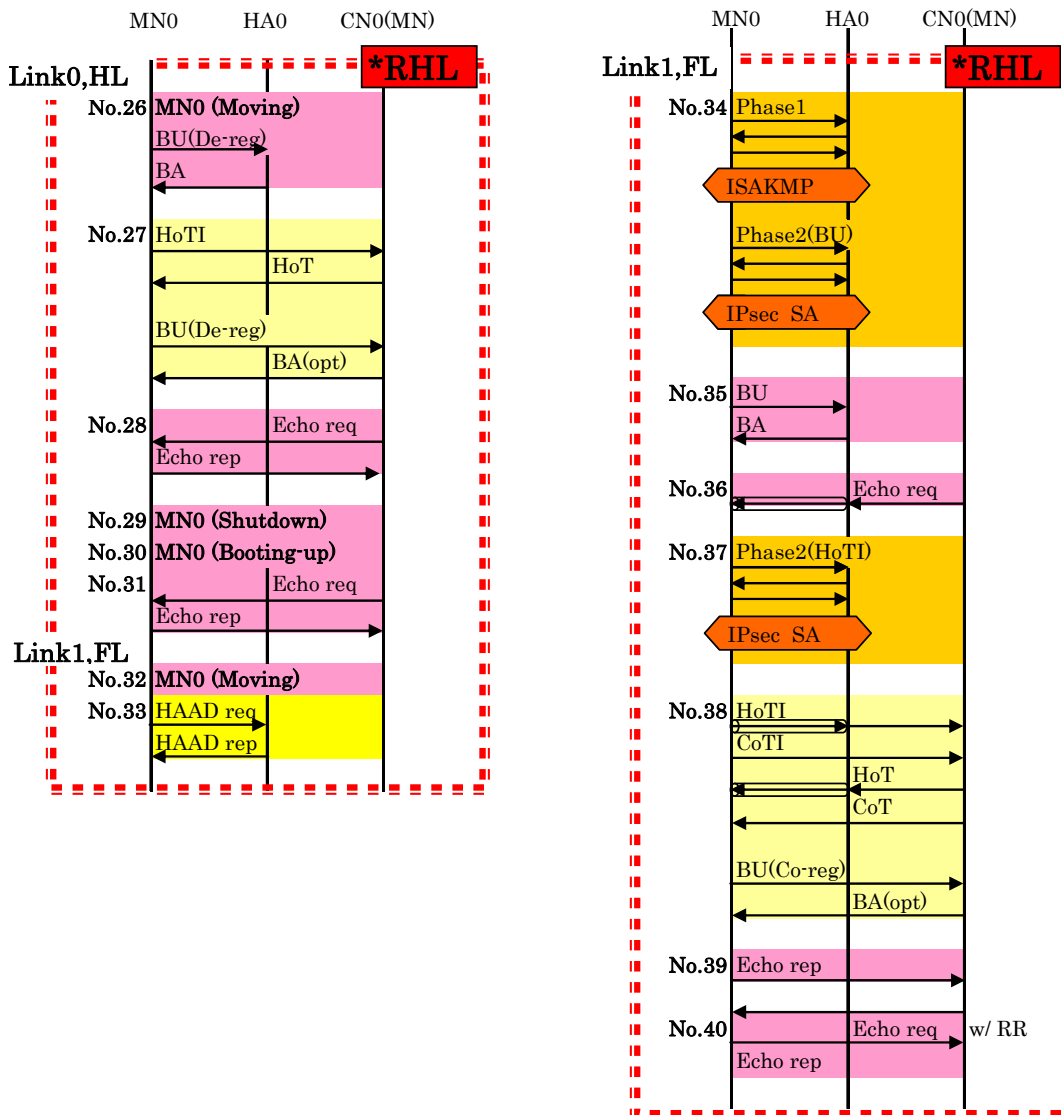 MN0 HA0 CN0(MN)
*RHL
Link0,HL
No.26 MN0 (Moving)
BU(De-reg)
BA
No.27 HoTI
HoT
BU(De-reg)
BA(opt)
No.28 Echo req
Echo rep
No.29 MN0 (Shutdown)
No.30 MN0 (Booting-up)
No.31 Echo req
Echo rep
Link1,FL
No.32 MN0 (Moving)
No.33 HAAD req
HAAD rep
MN0 HA0 CN0(MN)
*RHL
Link1,FL
No.34 Phase1
ISAKMP
Phase2(BU)
IPsec SA
No.35 BU
BA
No.36 Echo req
No.37 Phase2(HoTI)
IPsec SA
No.38 HoTI
CoTI
HoT
CoT
BU(Co-reg)
BA(opt)
No.39 Echo rep
No.40 Echo req w/ RR
Echo rep